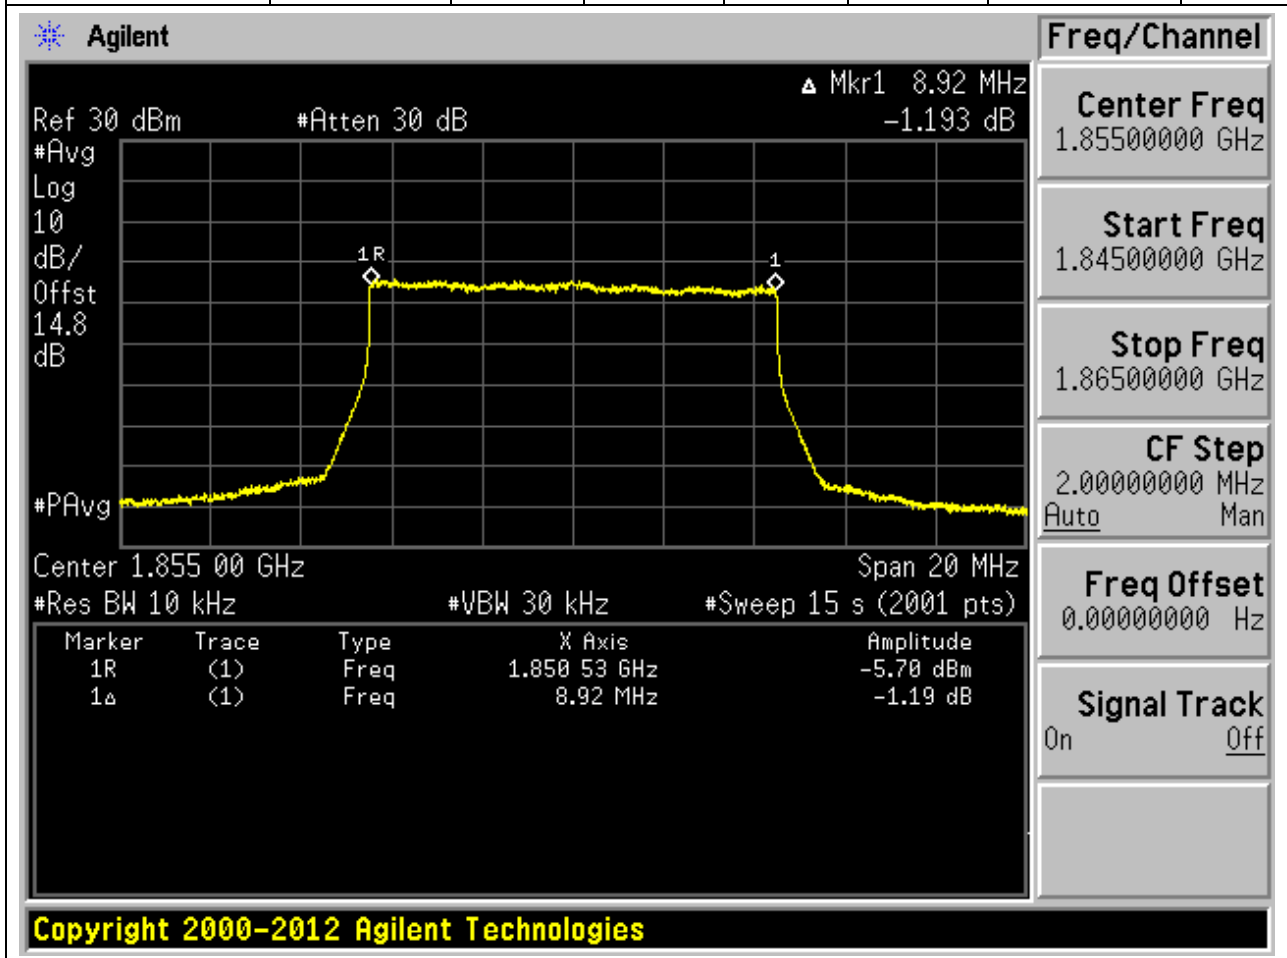 Agilent
Freq/Channel
Δ Mkr1 8.92 MHz
Ref 30 dBm #Atten 30 dB -1.193 dB
#Avg
Log
10
dB/
Offst
14.8
dB
1R
1
#PAvg
Center 1.855 00 GHz Span 20 MHz
#Res BW 10 kHz #VBW 30 kHz #Sweep 15 s (2001 pts)
Marker Trace Type X Axis Amplitude
1R (1) Freq 1.850 53 GHz -5.70 dBm
1Δ (1) Freq 8.92 MHz -1.19 dB
Center Freq
1.85500000 GHz
Start Freq
1.84500000 GHz
Stop Freq
1.86500000 GHz
CF Step
2.00000000 MHz
Auto Man
Freq Offset
0.00000000 Hz
Signal Track
On Off
Copyright 2000-2012 Agilent Technologies